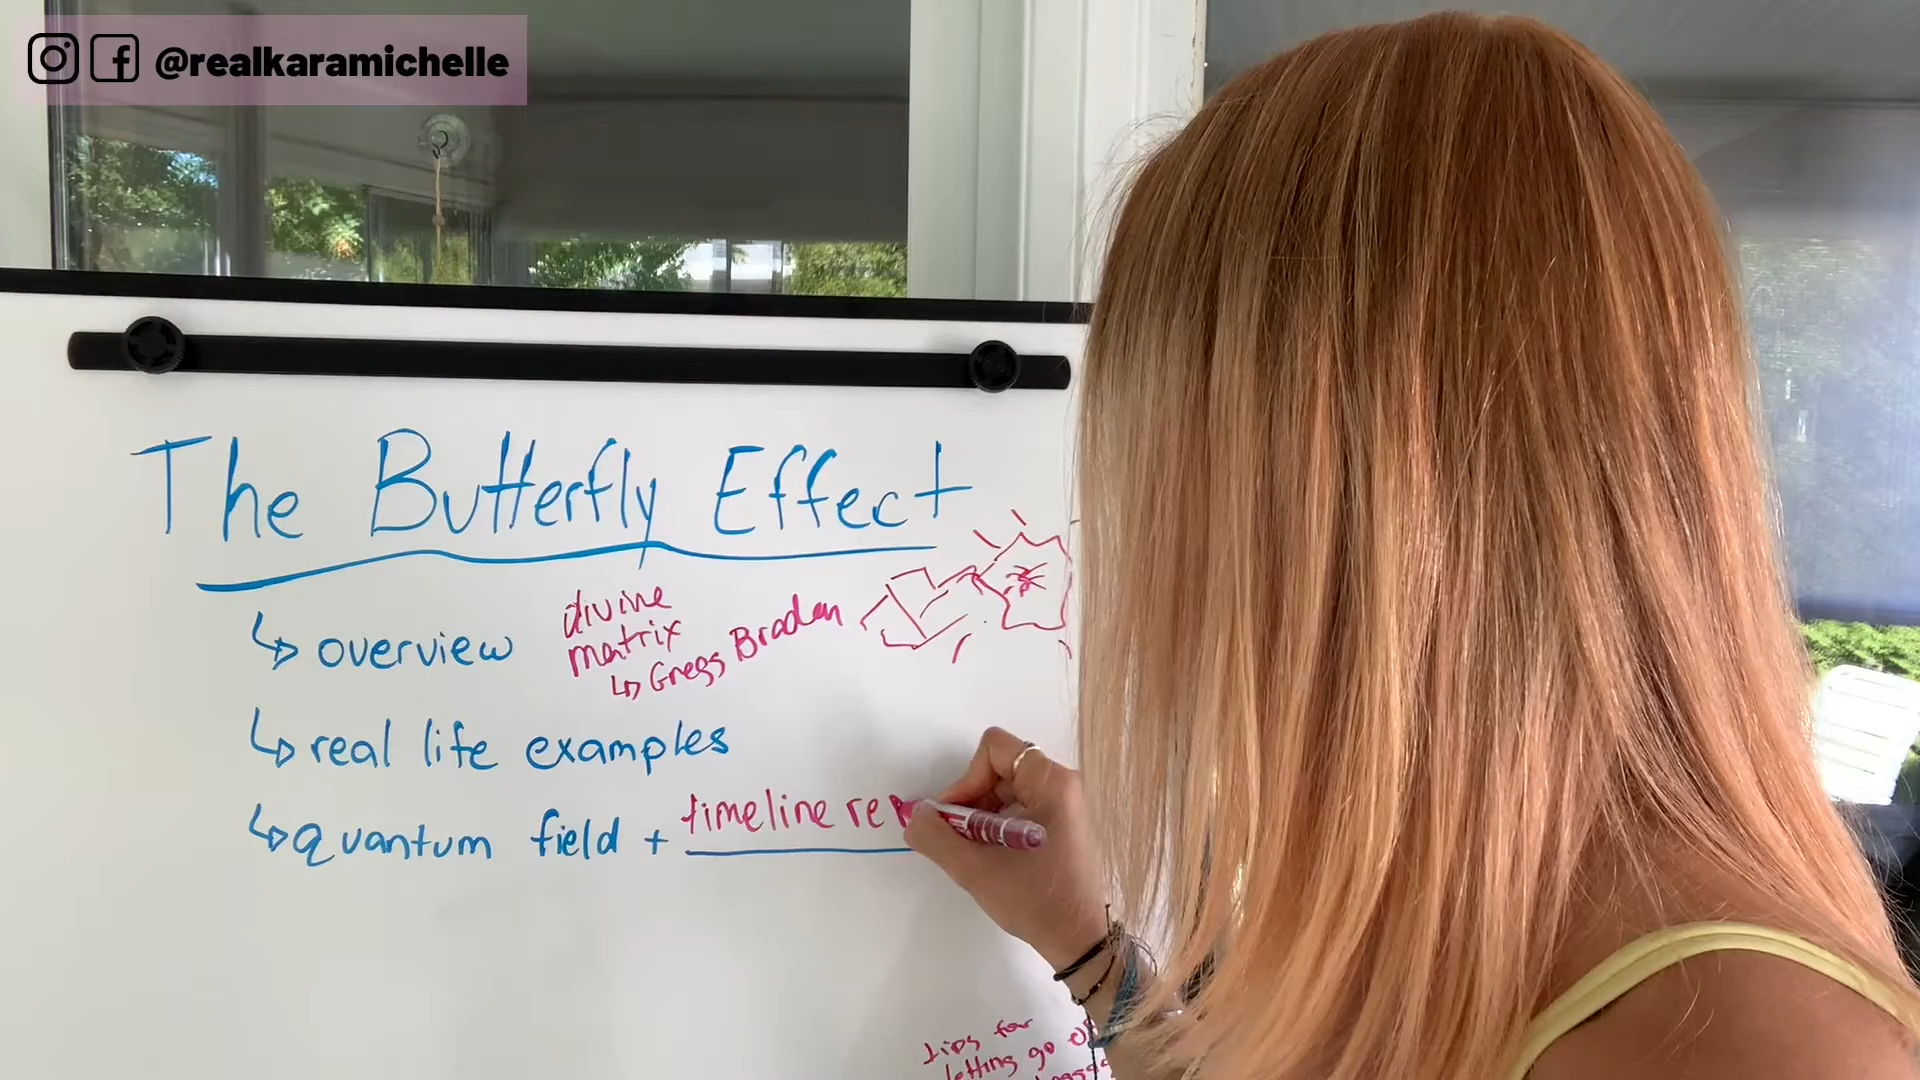 @realkaramichelle
The Butterfly Effect
↳ overview
divine
matrix
↳ Gregg Braden
↳ real life examples
↳ quantum field + timeline re
tips for
letting go